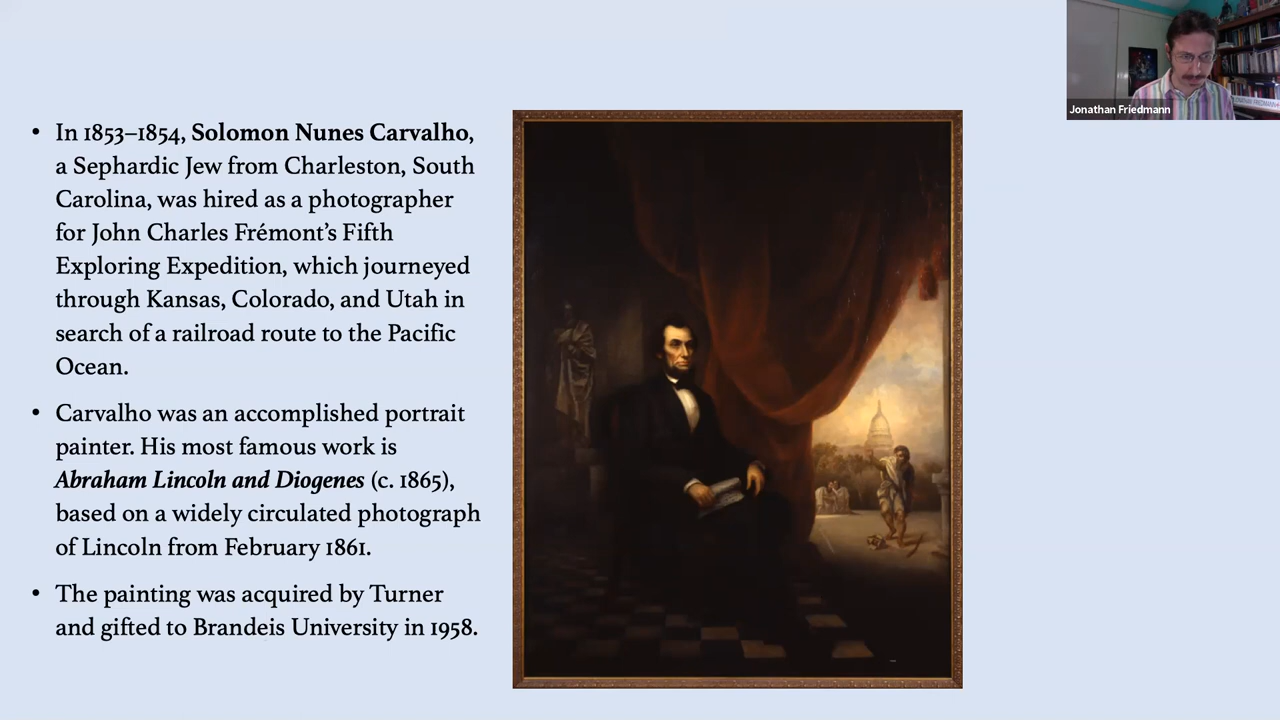 • In 1853–1854, Solomon Nunes Carvalho,
a Sephardic Jew from Charleston, South
Carolina, was hired as a photographer
for John Charles Frémont’s Fifth
Exploring Expedition, which journeyed
through Kansas, Colorado, and Utah in
search of a railroad route to the Pacific
Ocean.
• Carvalho was an accomplished portrait
painter. His most famous work is
Abraham Lincoln and Diogenes (c. 1865),
based on a widely circulated photograph
of Lincoln from February 1861.
• The painting was acquired by Turner
and gifted to Brandeis University in 1958.
Jonathan Friedmann